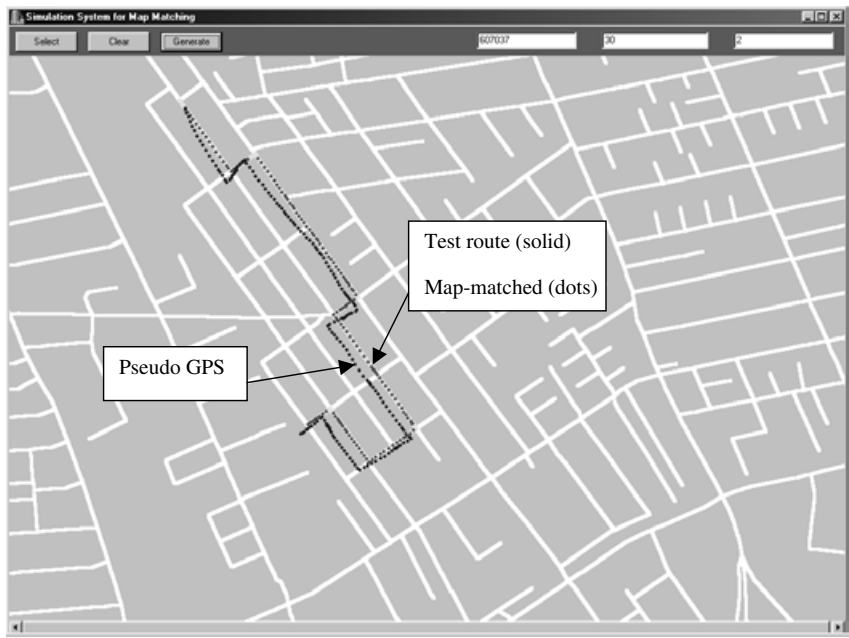 Simulation System for Map Matching
Select Clear Generate 607037 30 2
Test route (solid)
Map-matched (dots)
Pseudo GPS